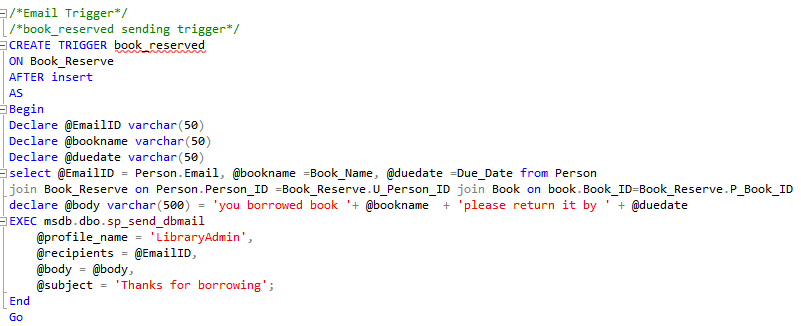 /*Email Trigger*/
/*book_reserved sending trigger*/
CREATE TRIGGER book_reserved
ON Book_Reserve
AFTER insert
AS
Begin
Declare @EmailID varchar(50)
Declare @bookname varchar(50)
Declare @duedate varchar(50)
select @EmailID = Person.Email, @bookname =Book_Name, @duedate =Due_Date from Person
join Book_Reserve on Person.Person_ID =Book_Reserve.U_Person_ID join Book on book.Book_ID=Book_Reserve.P_Book_ID
declare @body varchar(500) = 'you borrowed book '+ @bookname  + 'please return it by ' + @duedate
EXEC msdb.dbo.sp_send_dbmail
    @profile_name = 'LibraryAdmin',
    @recipients = @EmailID,
    @body = @body,
    @subject = 'Thanks for borrowing';
End
Go